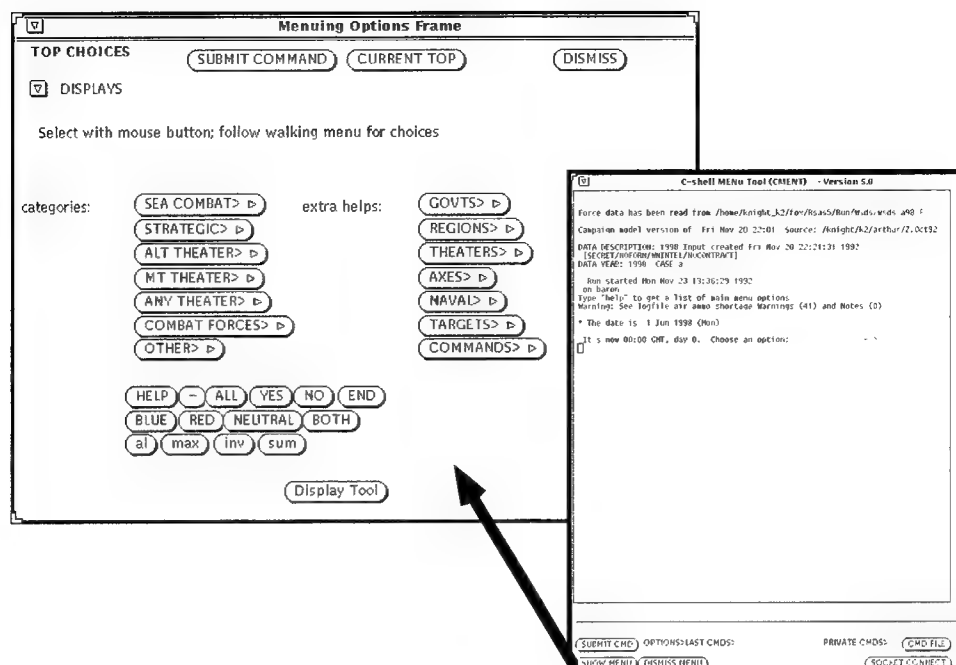 Menuing Options Frame
TOP CHOICES
SUBMIT COMMAND
CURRENT TOP
DISMISS
DISPLAYS
Select with mouse button; follow walking menu for choices
categories:
SEA COMBAT>
STRATEGIC>
ALT THEATER>
MT THEATER>
ANY THEATER>
COMBAT FORCES>
OTHER>
extra helps:
GOVTS>
REGIONS>
THEATERS>
AXES>
NAVAL>
TARGETS>
COMMANDS>
HELP - ALL YES NO END
BLUE RED NEUTRAL BOTH
al max inv sum
Display Tool
C-shell MENu Tool (CMENT) - Version 5.0
Force data has been read from
Campaign model version of Fri Nov 20 22:01 Source: /knight/k2/arthur/2.Oct92
DATA DESCRIPTION: 1998 Input created Fri Nov 20 22:21:31 1992
[SECRET/NOFORN/WNINTEL/NOCONTRACT]
DATA YEAR: 1998 CASE a
Run started Mon Nov 23 13:36:29 1992
on baron
Type "help" to get a list of main menu options
Warning: See logfile air ammo shortage Warnings (41) and Notes (0)
* The date is 1 Jun 1998 (Mon)
It s now 00:00 GMT, day 0. Choose an option:
SUBMIT CMD OPTIONS>LAST CMDS> PRIVATE CMDS> CMD FILE
SHOW MENU DISMISS MENU SOCKET CONNECT